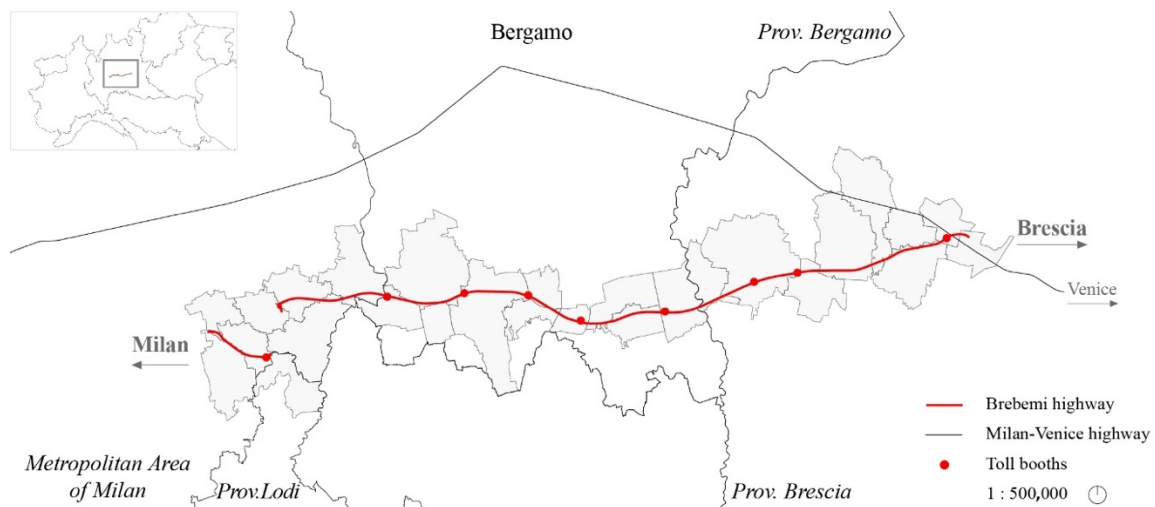 Bergamo
Prov. Bergamo
Brescia
Venice
Milan
Brebemi highway
Milan-Venice highway
Metropolitan Area
of Milan
Prov.Lodi
Prov. Brescia
Toll booths
1 : 500,000